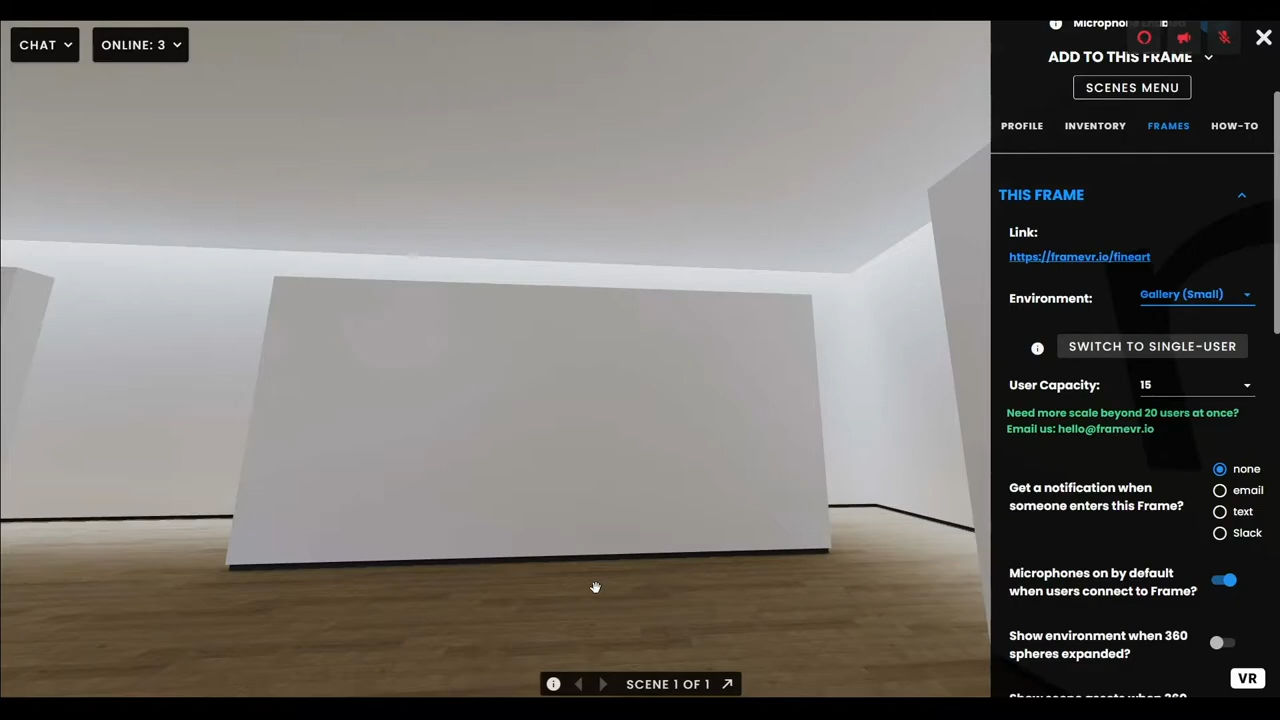 CHAT
ONLINE: 3
ADD TO THIS FRAME
SCENES MENU
PROFILE INVENTORY FRAMES HOW-TO
THIS FRAME
Link:
https://framevr.io/fineart
Environment: Gallery (Small)
SWITCH TO SINGLE-USER
User Capacity: 15
Need more scale beyond 20 users at once?
Email us: hello@framevr.io
Get a notification when
someone enters this Frame?
none
email
text
Slack
Microphones on by default
when users connect to Frame?
Show environment when 360
spheres expanded?
VR
SCENE 1 OF 1